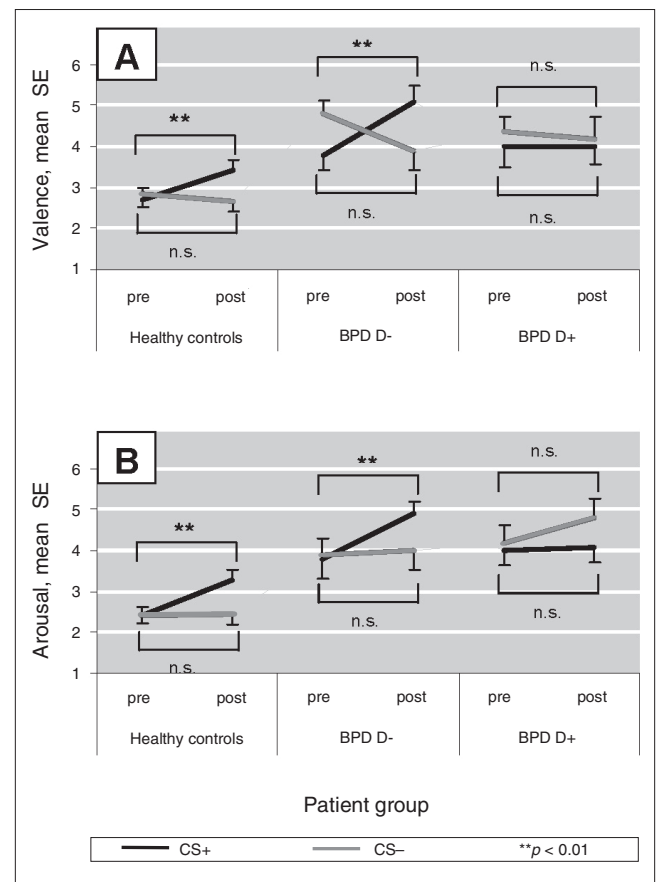 A
Valence, mean SE
6
5
4
3
2
1
**
n.s.
**
n.s.
n.s.
n.s.
pre post pre post pre post
Healthy controls BPD D- BPD D+
B
Arousal, mean SE
6
5
4
3
2
1
**
n.s.
**
n.s.
n.s.
n.s.
pre post pre post pre post
Healthy controls BPD D- BPD D+
Patient group
CS+ CS– **p < 0.01